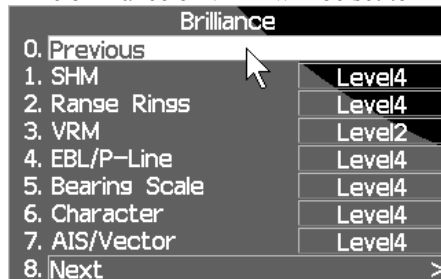 Brilliance
0. Previous
1. SHM Level4
2. Range Rings Level4
3. VRM Level2
4. EBL/P-Line Level4
5. Bearing Scale Level4
6. Character Level4
7. AIS/Vector Level4
8. Next >